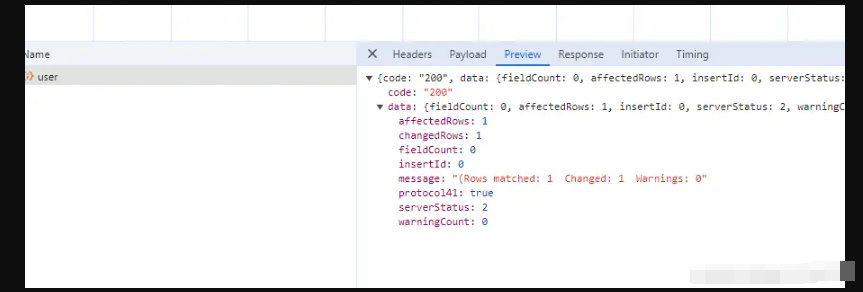 Name
Headers Payload Preview Response Initiator Timing
user
{code: "200", data: {fieldCount: 0, affectedRows: 1, insertId: 0, serverStatus:
code: "200"
data: {fieldCount: 0, affectedRows: 1, insertId: 0, serverStatus: 2, warningC
affectedRows: 1
changedRows: 1
fieldCount: 0
insertId: 0
message: "(Rows matched: 1 Changed: 1 Warnings: 0"
protocol41: true
serverStatus: 2
warningCount: 0